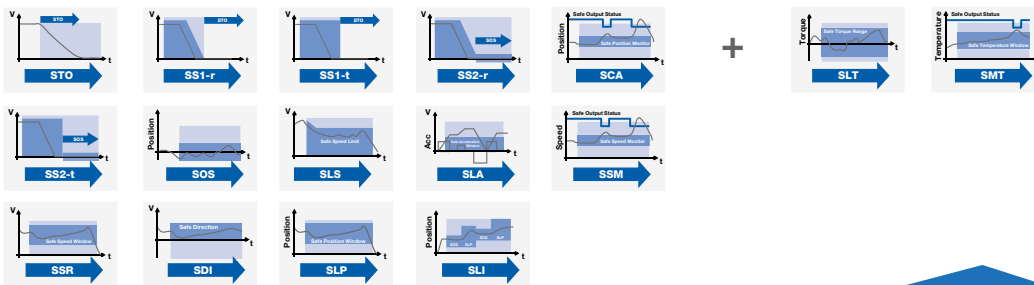 V
STO
t
STO
V
STO
t
SS1-r
V
STO
t
SS1-t
V
SOS
t
SS2-r
Safe Output Status
Position
Safe Position Monitor
t
SCA
+
Torque
Safe Torque Range
t
SLT
Safe Output Status
Temperature
Safe Temperature Window
t
SMT
V
SOS
t
SS2-t
Position
t
SOS
V
Safe Speed Limit
t
SLS
Acc
Safe Acceleration
Window
t
SLA
Safe Output Status
Speed
Safe Speed Monitor
t
SSM
V
Safe Speed Window
t
SSR
V
Safe Direction
t
SDI
Position
Safe Position Window
t
SLP
Position
SOS
SLP
SOS
SLP
t
SLI